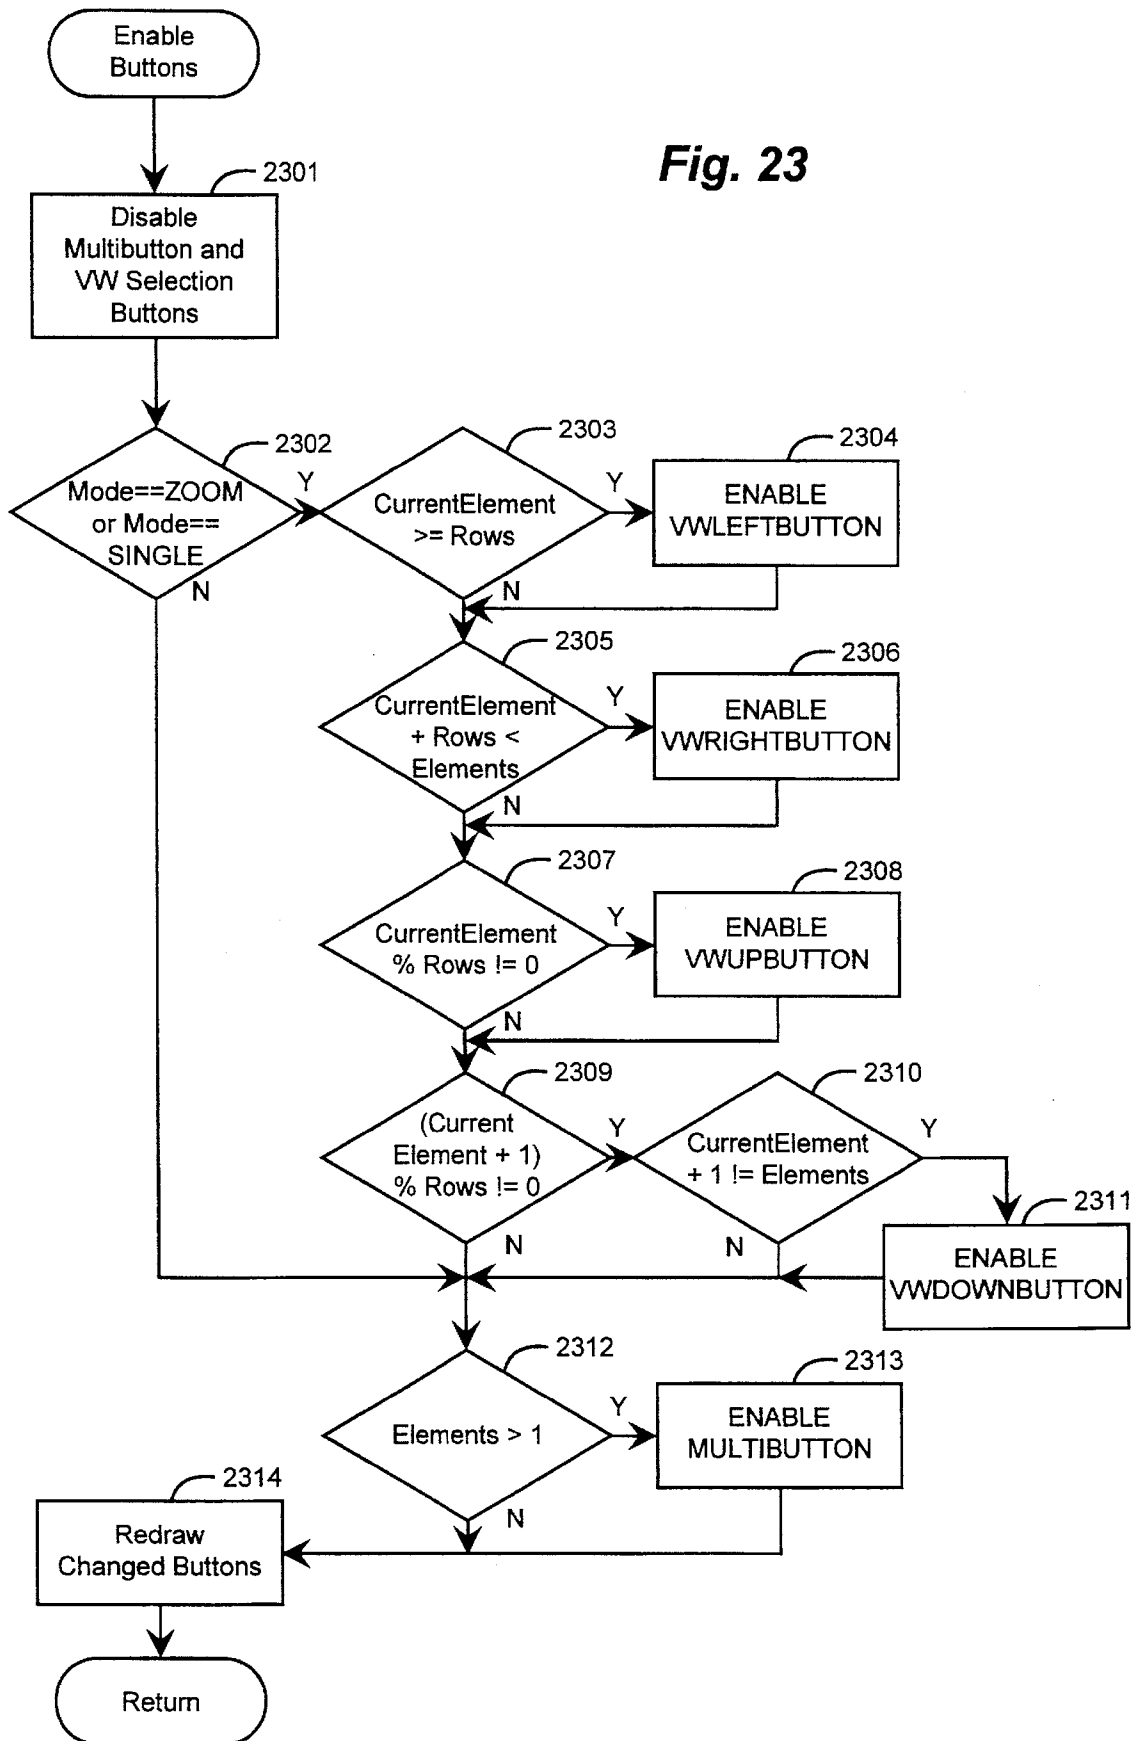 Enable
Buttons
Fig. 23
2301
Disable
Multibutton and
VW Selection
Buttons
2302
Mode==ZOOM
or Mode==
SINGLE
Y
N
2303
CurrentElement
>= Rows
Y
N
2304
ENABLE
VWLEFTBUTTON
2305
CurrentElement
+ Rows <
Elements
Y
N
2306
ENABLE
VWRIGHTBUTTON
2307
CurrentElement
% Rows != 0
Y
N
2308
ENABLE
VWUPBUTTON
2309
(Current
Element + 1)
% Rows != 0
Y
N
2310
CurrentElement
+ 1 != Elements
Y
N
2311
ENABLE
VWDOWNBUTTON
2312
Elements > 1
Y
N
2313
ENABLE
MULTIBUTTON
2314
Redraw
Changed Buttons
Return